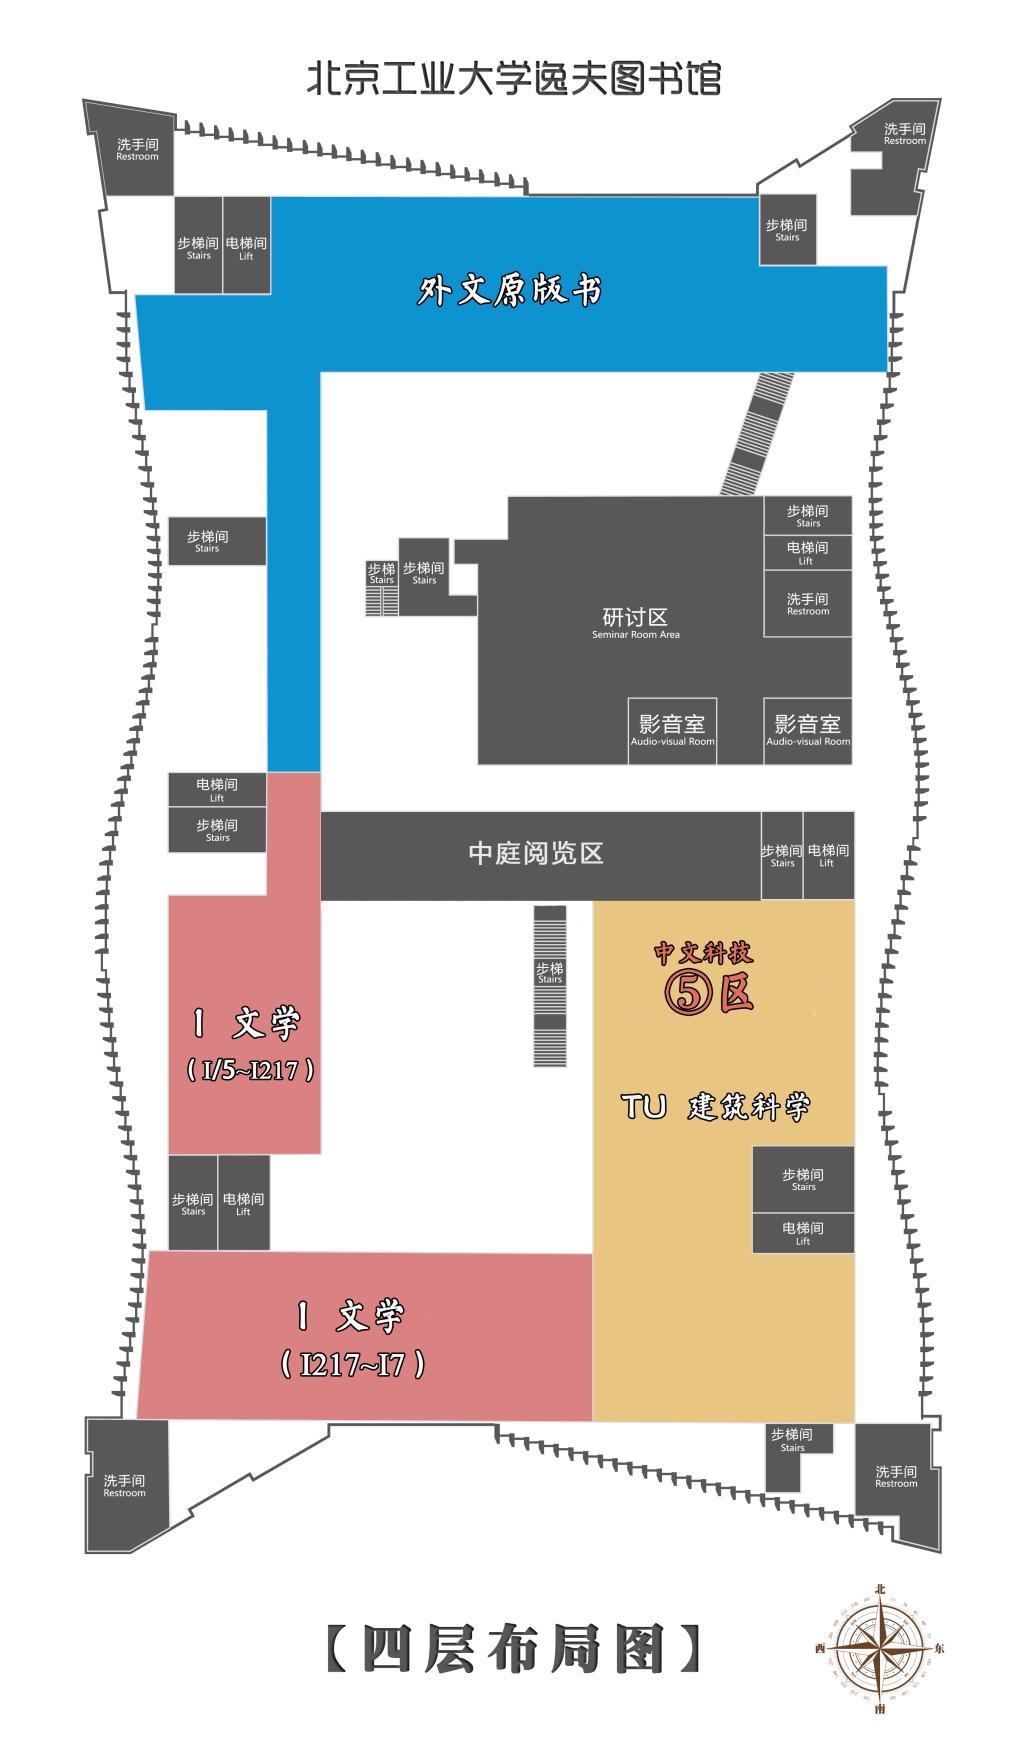 北京工业大学逸夫图书馆
洗手间
Restroom
洗手间
Restroom
步梯间
Stairs
电梯间
Lift
步梯间
Stairs
外文原版书
步梯间
Stairs
步梯间
Stairs
电梯间
Lift
洗手间
Restroom
步梯
Stairs
步梯间
Stairs
研讨区
Seminar Room Area
影音室
Audio-visual Room
影音室
Audio-visual Room
电梯间
Lift
步梯间
Stairs
中庭阅览区
步梯间
Stairs
电梯间
Lift
步梯
Stairs
中文科技
⑤区
I 文学
(I/5~I217)
TU 建筑科学
步梯间
Stairs
电梯间
Lift
步梯间
Stairs
电梯间
Lift
I 文学
(I217~I7)
步梯间
Stairs
洗手间
Restroom
洗手间
Restroom
【四层布局图】
北
西
东
南